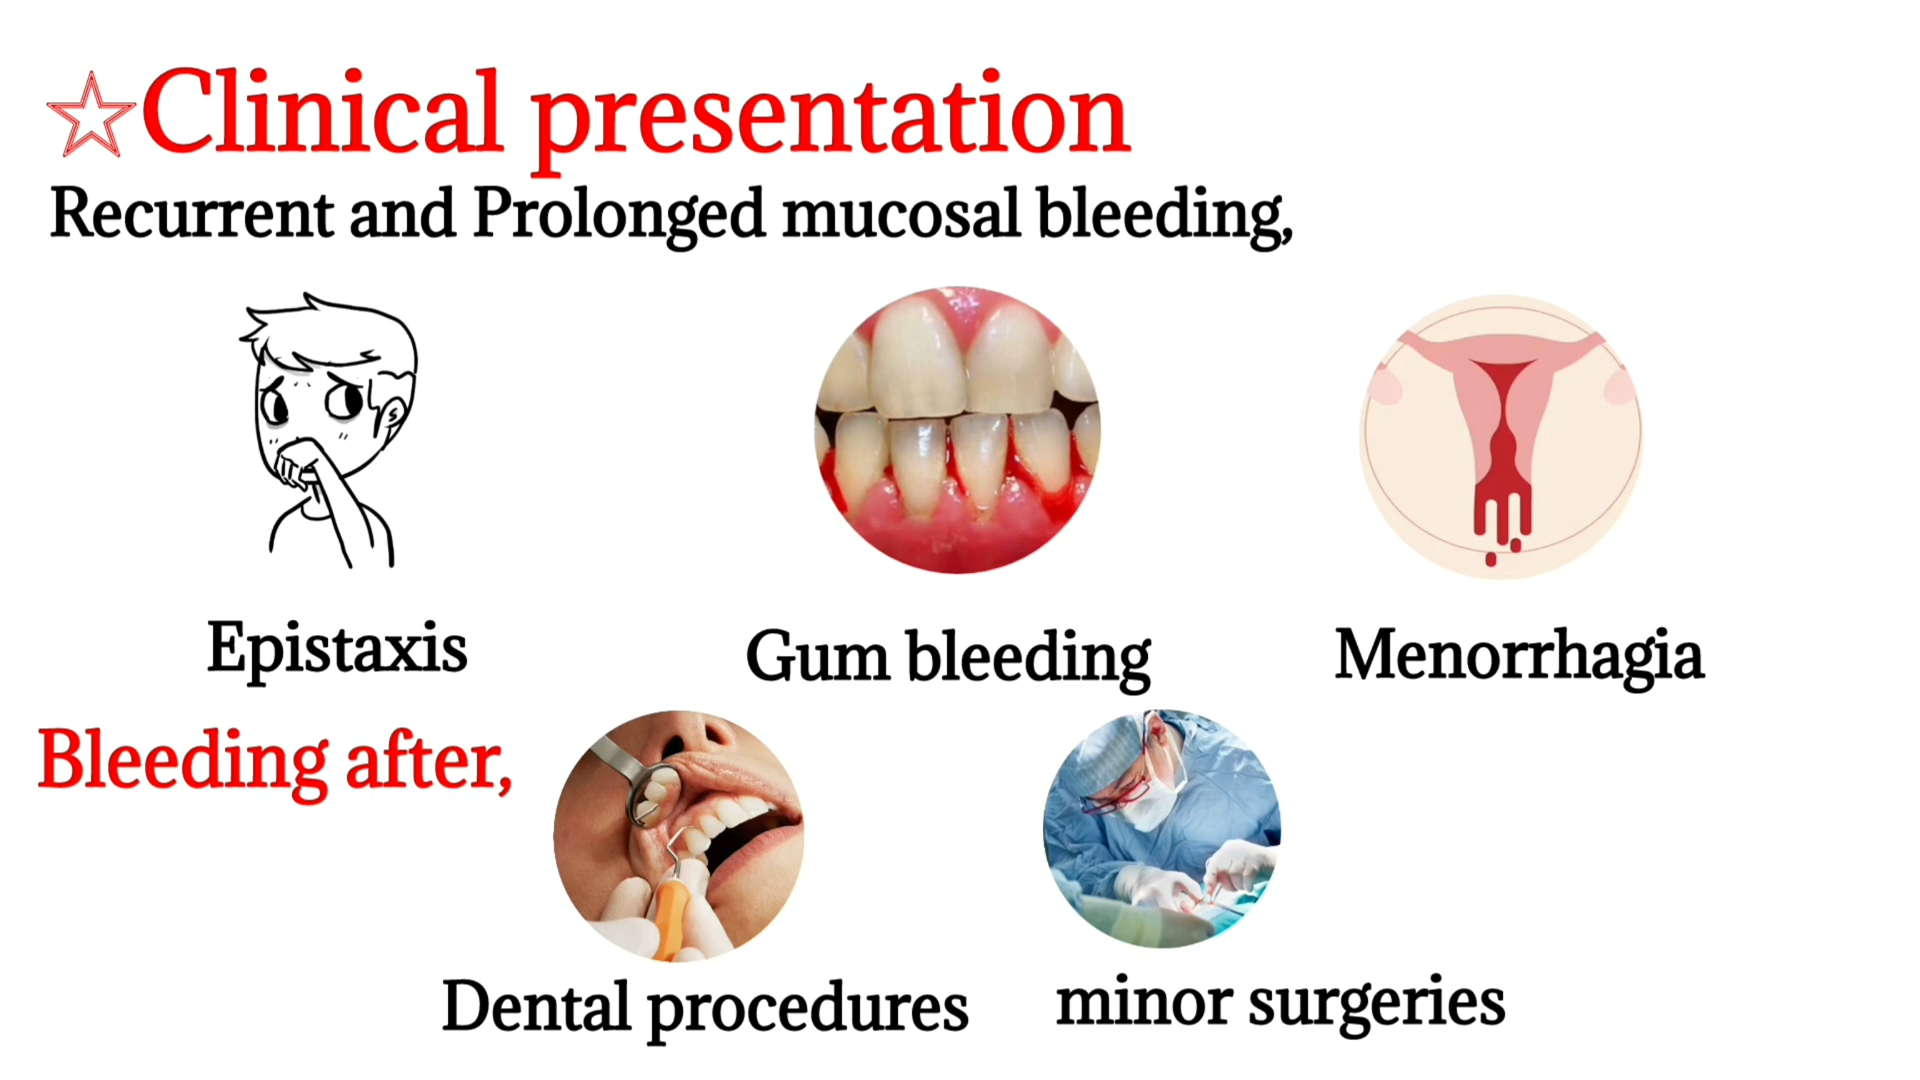 Clinical presentation
Recurrent and Prolonged mucosal bleeding,
Epistaxis
Gum bleeding
Menorrhagia
Bleeding after,
Dental procedures
minor surgeries